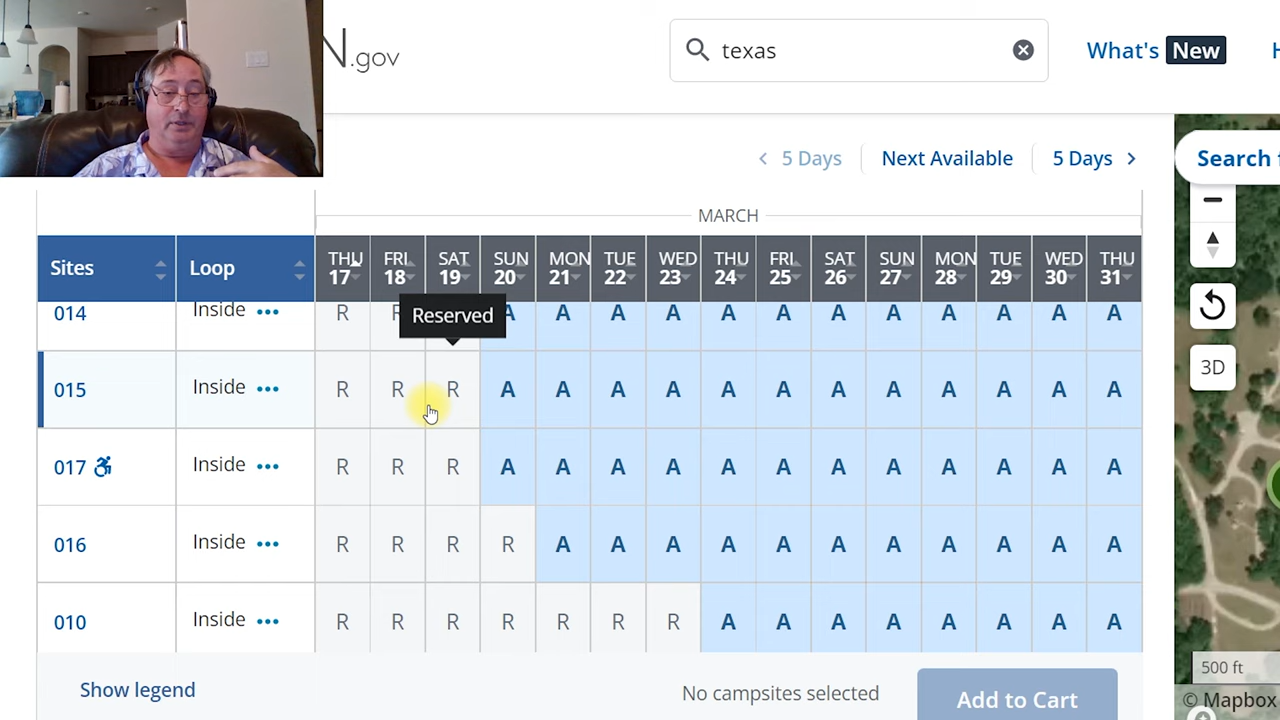 N.gov
texas
What's New
H
5 Days
Next Available
5 Days
Search f
MARCH
Sites
Loop
THU 17
FRI 18
SAT 19
SUN 20
MON 21
TUE 22
WED 23
THU 24
FRI 25
SAT 26
SUN 27
MON 28
TUE 29
WED 30
THU 31
Reserved
014 Inside ••• R R A A A A A A A A A A A A
015 Inside ••• R R R A A A A A A A A A A A A
017 Inside ••• R R R A A A A A A A A A A A A
016 Inside ••• R R R R A A A A A A A A A A A
010 Inside ••• R R R R R R R A A A A A A A A
3D
Show legend
No campsites selected
Add to Cart
500 ft
© Mapbox